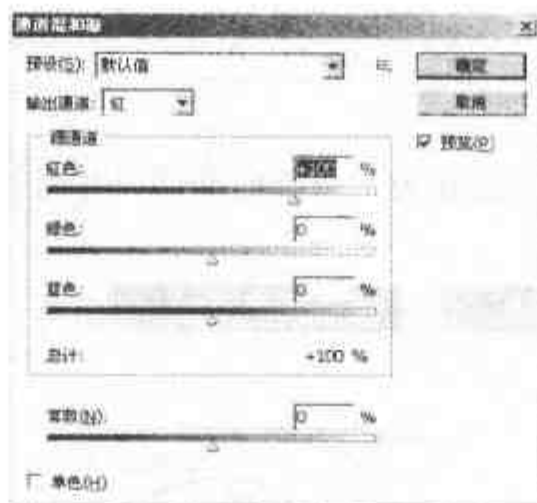 通道混和器
预设(S): 默认值
确定
输出通道: 红
取消
源通道
预览(P)
红色: +100 %
绿色: 0 %
蓝色: 0 %
总计: +100 %
常数(N): 0 %
单色(H)